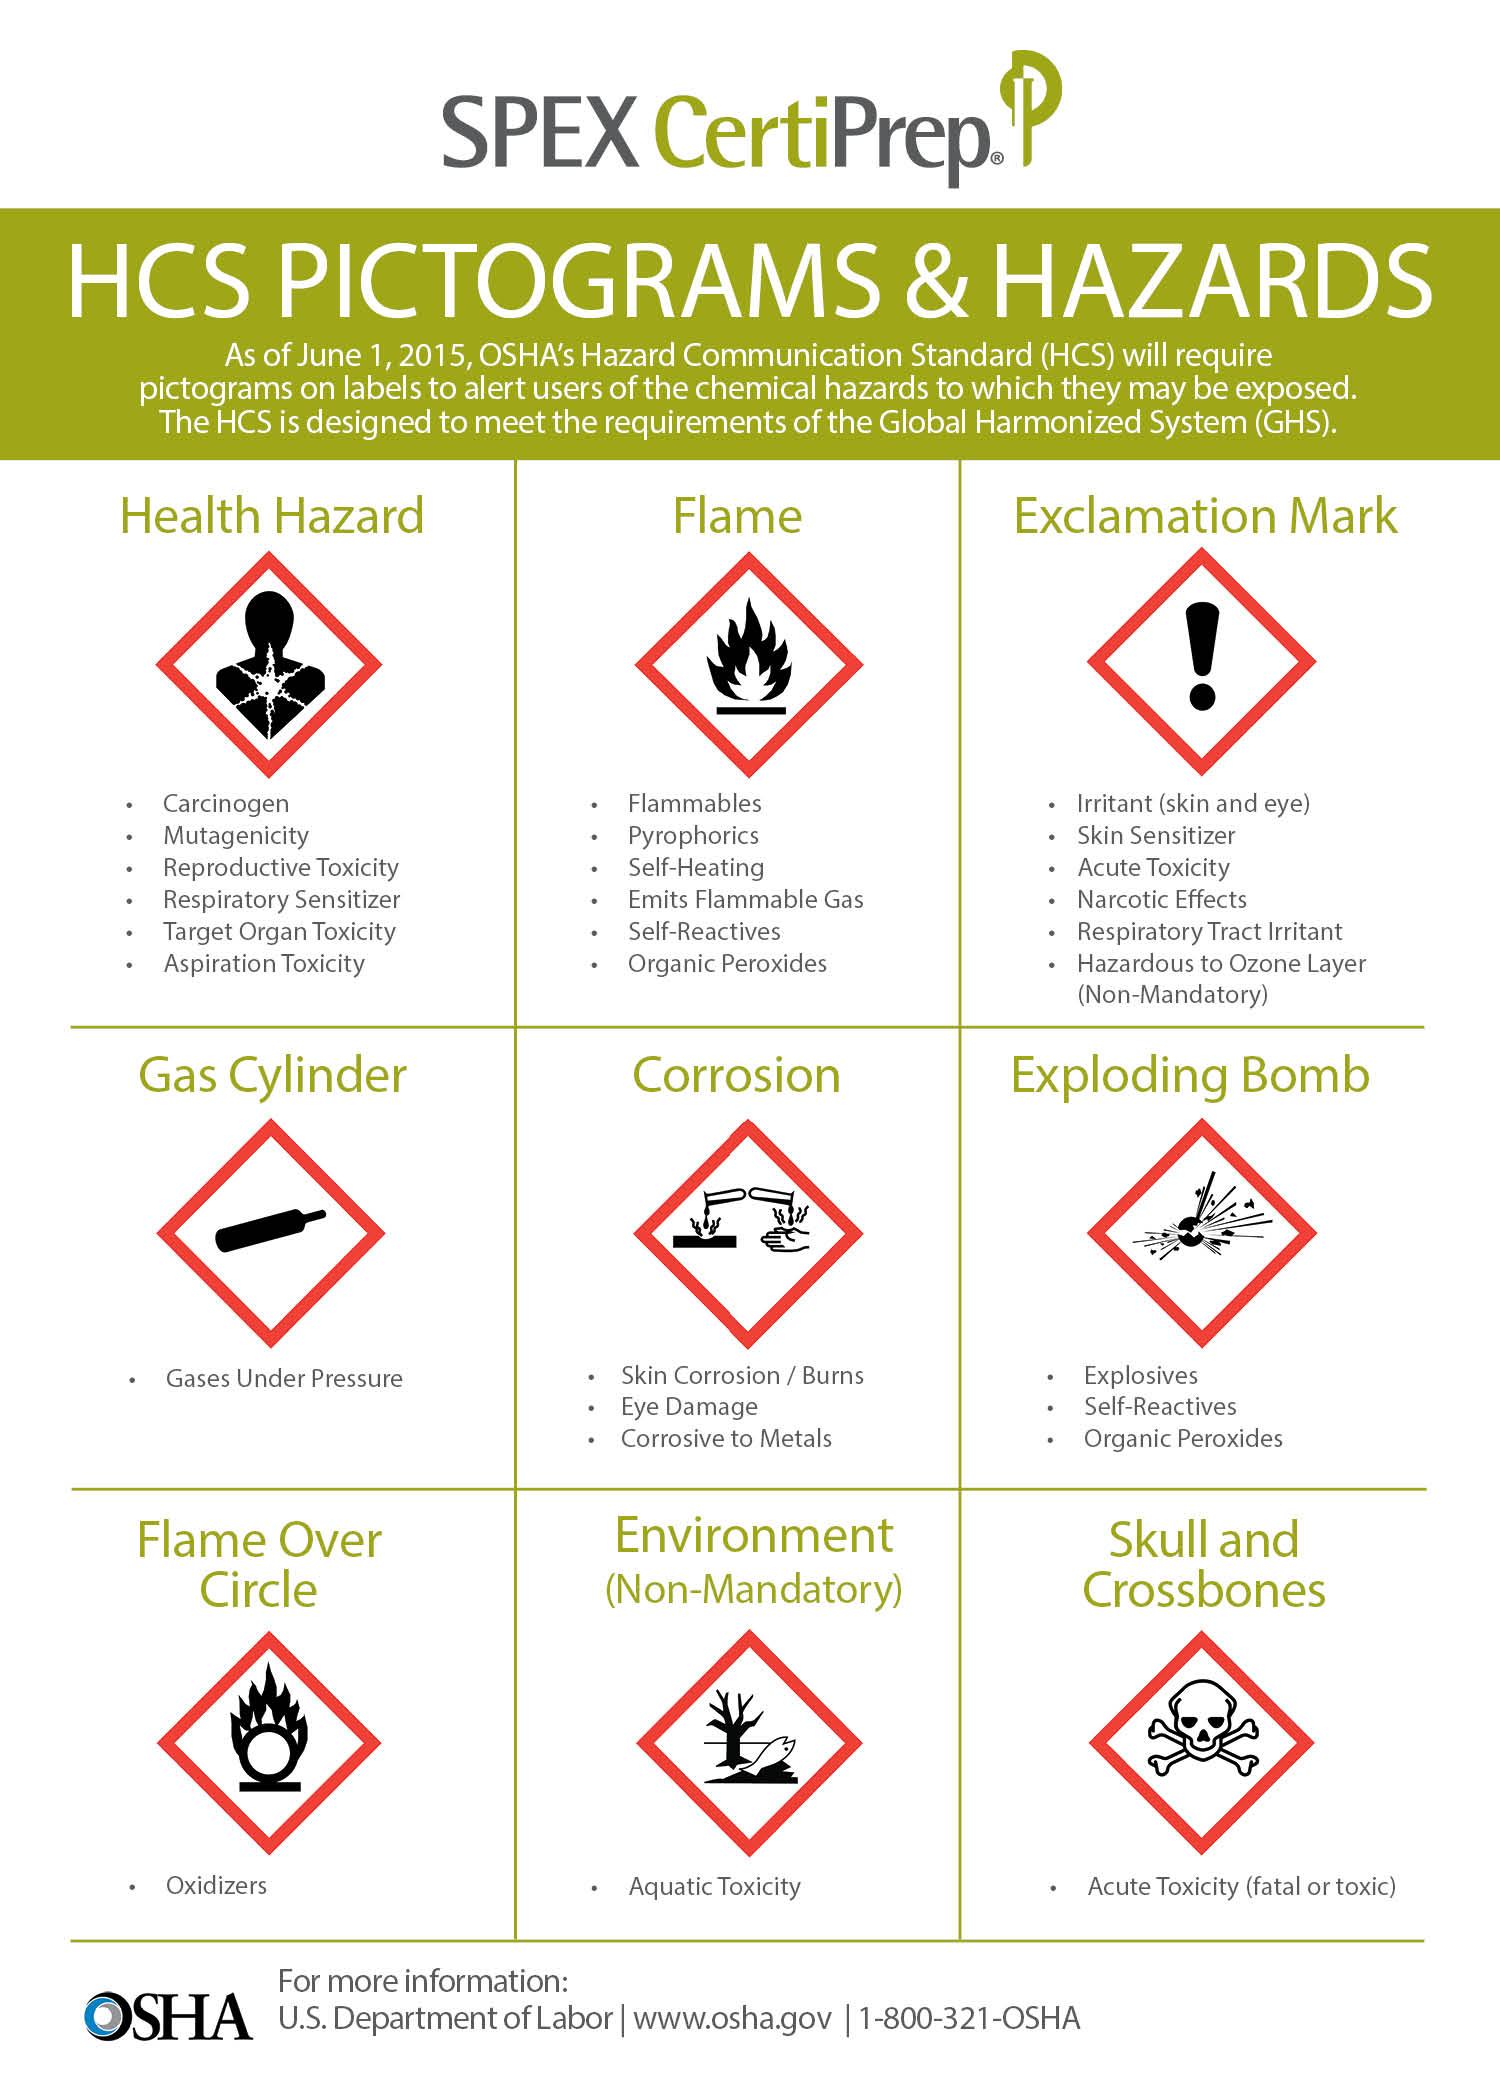 SPEX CertiPrep®
HCS PICTOGRAMS & HAZARDS
As of June 1, 2015, OSHA's Hazard Communication Standard (HCS) will require
pictograms on labels to alert users of the chemical hazards to which they may be exposed.
The HCS is designed to meet the requirements of the Global Harmonized System (GHS).
Health Hazard
• Carcinogen
• Mutagenicity
• Reproductive Toxicity
• Respiratory Sensitizer
• Target Organ Toxicity
• Aspiration Toxicity
Flame
• Flammables
• Pyrophorics
• Self-Heating
• Emits Flammable Gas
• Self-Reactives
• Organic Peroxides
Exclamation Mark
• Irritant (skin and eye)
• Skin Sensitizer
• Acute Toxicity
• Narcotic Effects
• Respiratory Tract Irritant
• Hazardous to Ozone Layer
(Non-Mandatory)
Gas Cylinder
• Gases Under Pressure
Corrosion
• Skin Corrosion / Burns
• Eye Damage
• Corrosive to Metals
Exploding Bomb
• Explosives
• Self-Reactives
• Organic Peroxides
Flame Over
Circle
• Oxidizers
Environment
(Non-Mandatory)
• Aquatic Toxicity
Skull and
Crossbones
• Acute Toxicity (fatal or toxic)
OSHA
For more information:
U.S. Department of Labor | www.osha.gov | 1-800-321-OSHA